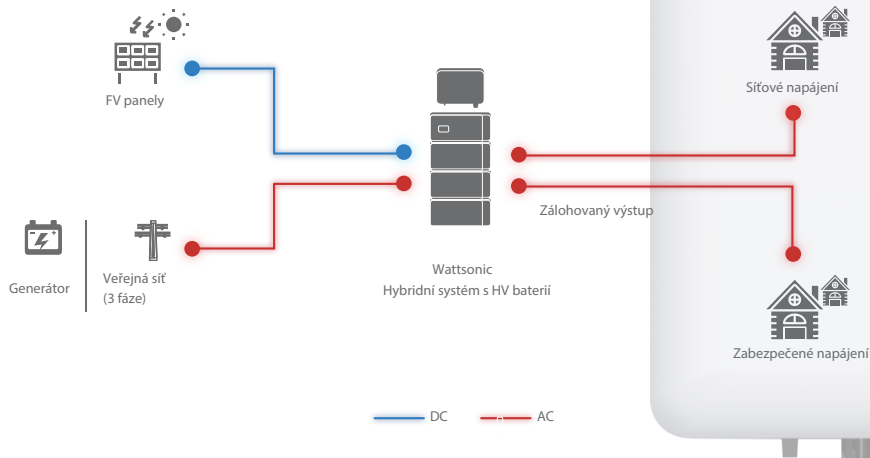 FV panely
Síťové napájení
Zálohovaný výstup
Generátor
Veřejná síť
(3 fáze)
Wattsonic
Hybridní systém s HV baterií
Zabezpečené napájení
DC
AC